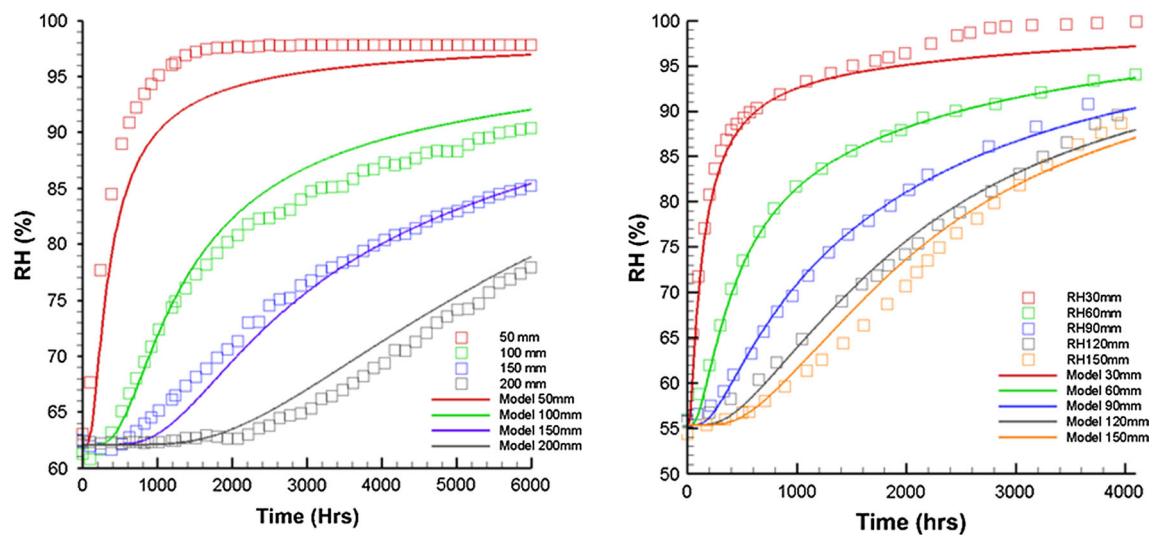 100
95
90
85
80
75
70
65
60
RH (%)
0
1000
2000
3000
4000
5000
6000
Time (Hrs)
50 mm
100 mm
150 mm
200 mm
Model 50mm
Model 100mm
Model 150mm
Model 200mm
100
95
90
85
80
75
70
65
60
55
50
RH (%)
0
1000
2000
3000
4000
Time (hrs)
RH30mm
RH60mm
RH90mm
RH120mm
RH150mm
Model 30mm
Model 60mm
Model 90mm
Model 120mm
Model 150mm